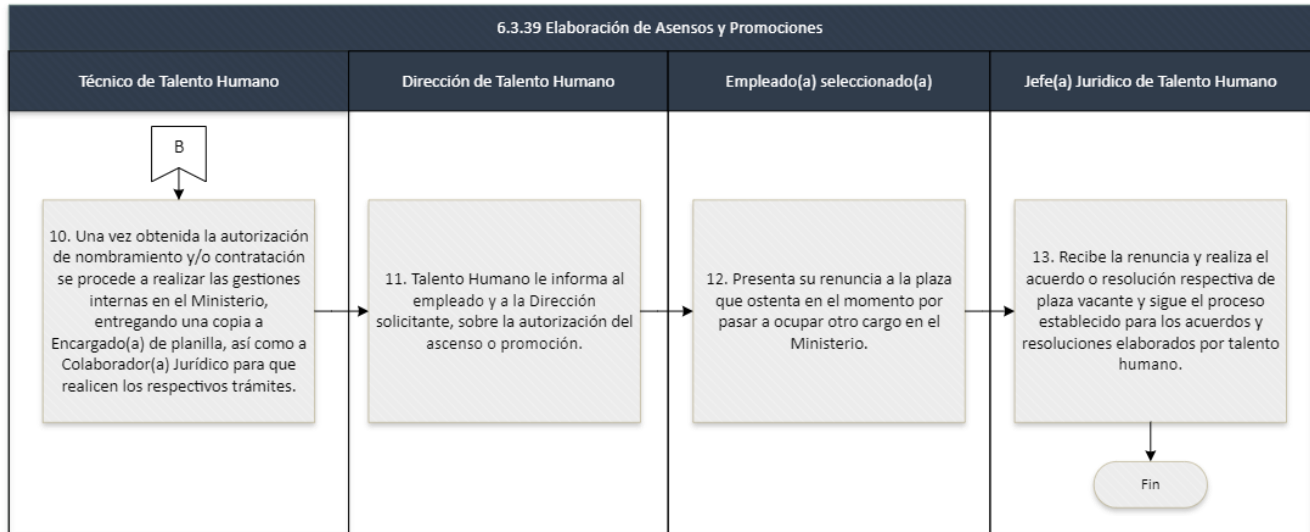 6.3.39 Elaboración de Asensos y Promociones
Técnico de Talento Humano
Dirección de Talento Humano
Empleado(a) seleccionado(a)
Jefe(a) Juridico de Talento Humano
B
10. Una vez obtenida la autorización
de nombramiento y/o contratación
se procede a realizar las gestiones
internas en el Ministerio,
entregando una copia a
Encargado(a) de planilla, así como a
Colaborador(a) Jurídico para que
realicen los respectivos trámites.
11. Talento Humano le informa al
empleado y a la Dirección
solicitante, sobre la autorización del
ascenso o promoción.
12. Presenta su renuncia a la plaza
que ostenta en el momento por
pasar a ocupar otro cargo en el
Ministerio.
13. Recibe la renuncia y realiza el
acuerdo o resolución respectiva de
plaza vacante y sigue el proceso
establecido para los acuerdos y
resoluciones elaborados por talento
humano.
Fin